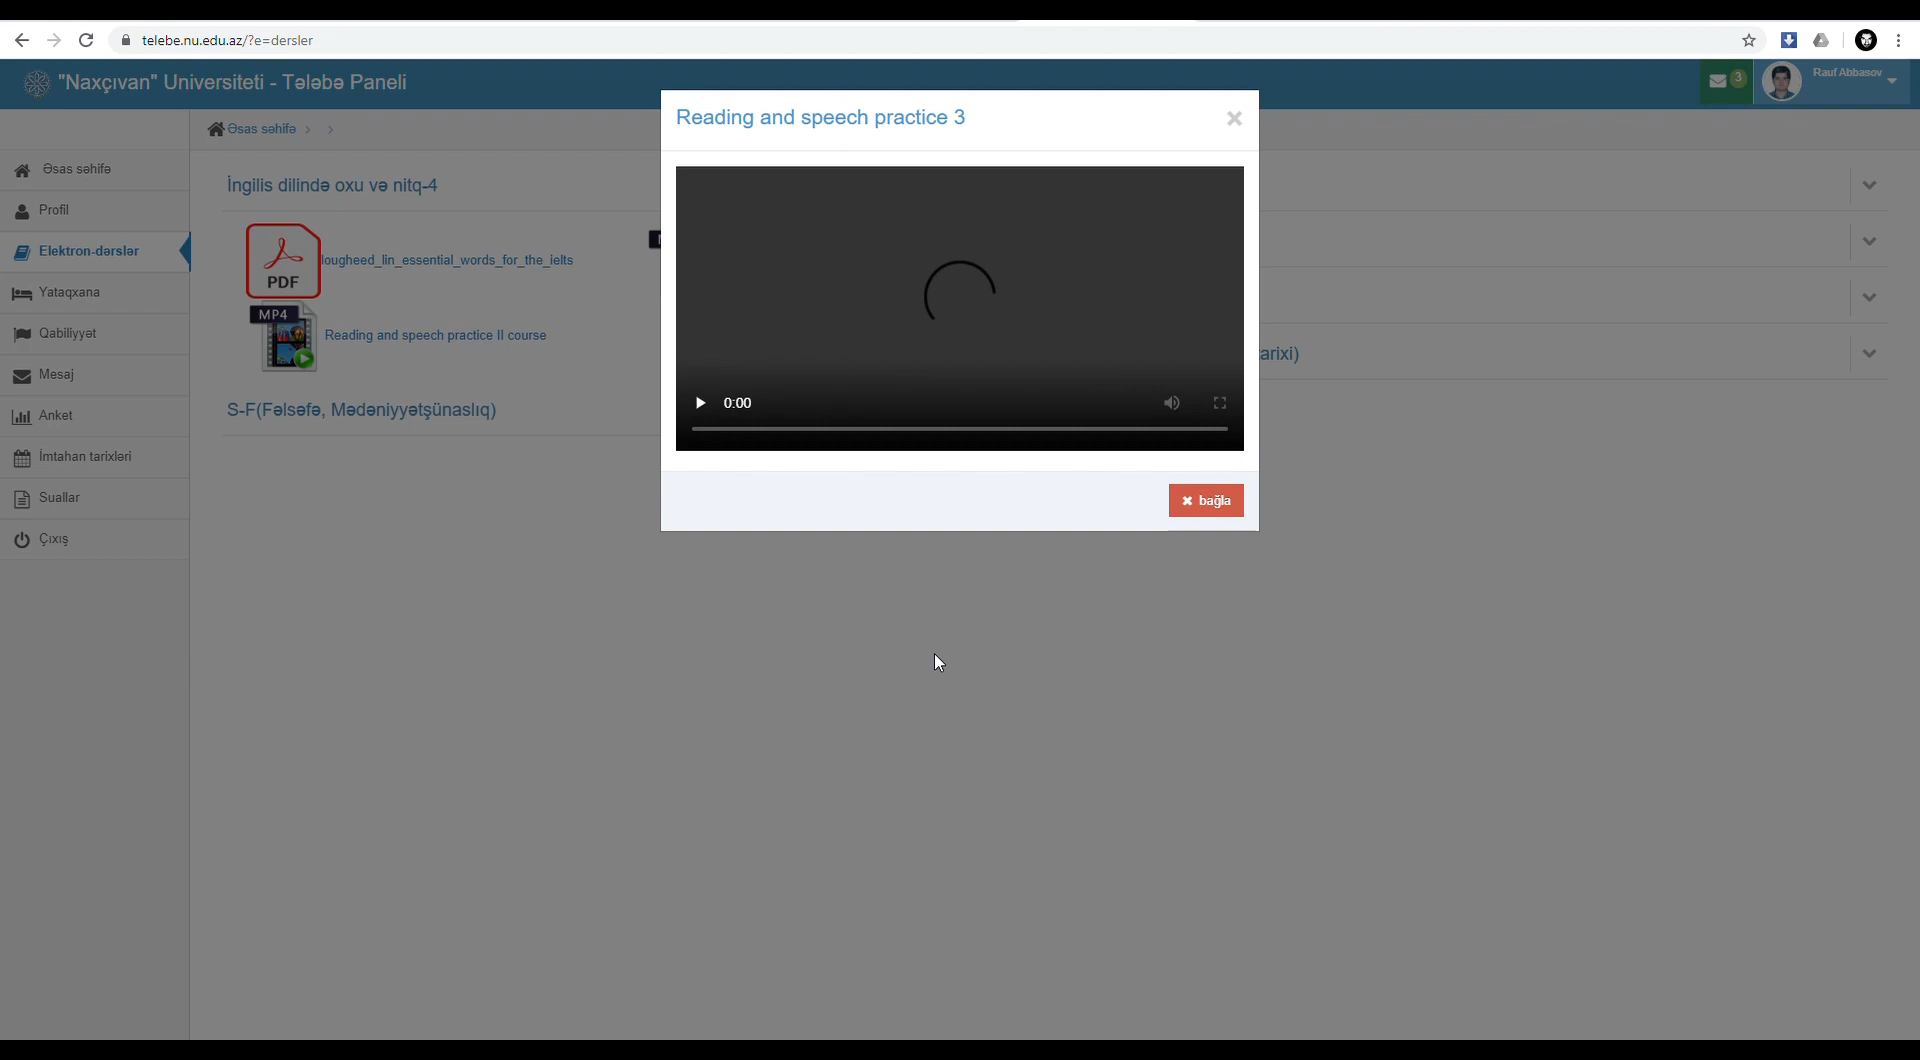 telebe.nu.edu.az/?e=dersler
"Naxçıvan" Universiteti - Tələbə Paneli
3
Rauf Abbasov
Əsas səhifə
Əsas səhifə
Profil
Elektron-dərslər
Yataqxana
Qabiliyyət
Mesaj
Anket
İmtahan tarixləri
Suallar
Çıxış
İngilis dilində oxu və nitq-4
PDF
lougheed_lin_essential_words_for_the_ielts
MP4
Reading and speech practice II course
S-F(Fəlsəfə, Mədəniyyətşünaslıq)
Reading and speech practice 3
0:00
bağla
tarixi)